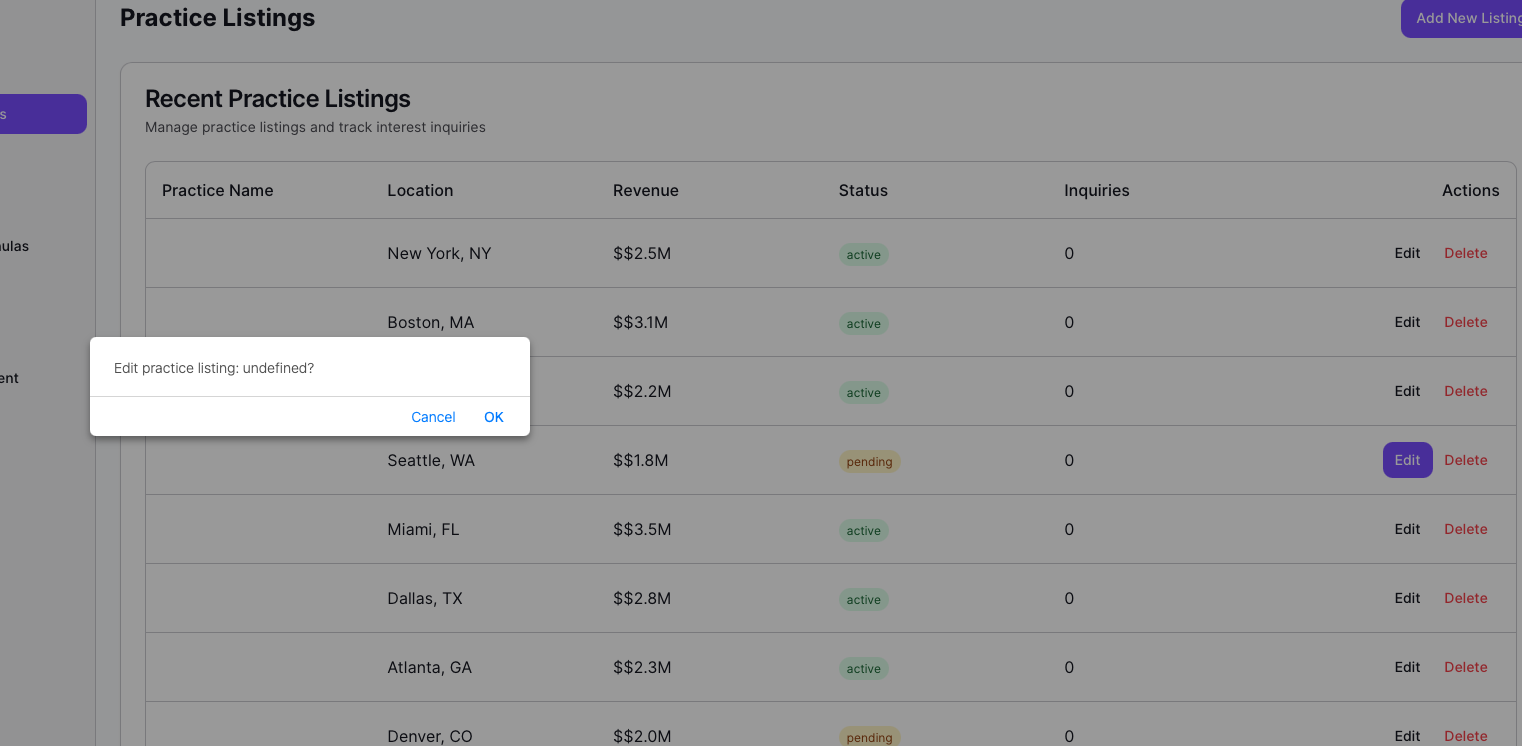 Practice Listings
Add New Listing
s
Recent Practice Listings
Manage practice listings and track interest inquiries
Practice Name Location Revenue Status Inquiries Actions
New York, NY $$2.5M active 0 Edit Delete
ulas
Boston, MA $$3.1M active 0 Edit Delete
Edit practice listing: undefined?
ent
$$2.2M active 0 Edit Delete
Cancel OK
Seattle, WA $$1.8M pending 0 Edit Delete
Miami, FL $$3.5M active 0 Edit Delete
Dallas, TX $$2.8M active 0 Edit Delete
Atlanta, GA $$2.3M active 0 Edit Delete
Denver, CO $$2.0M pending 0 Edit Delete